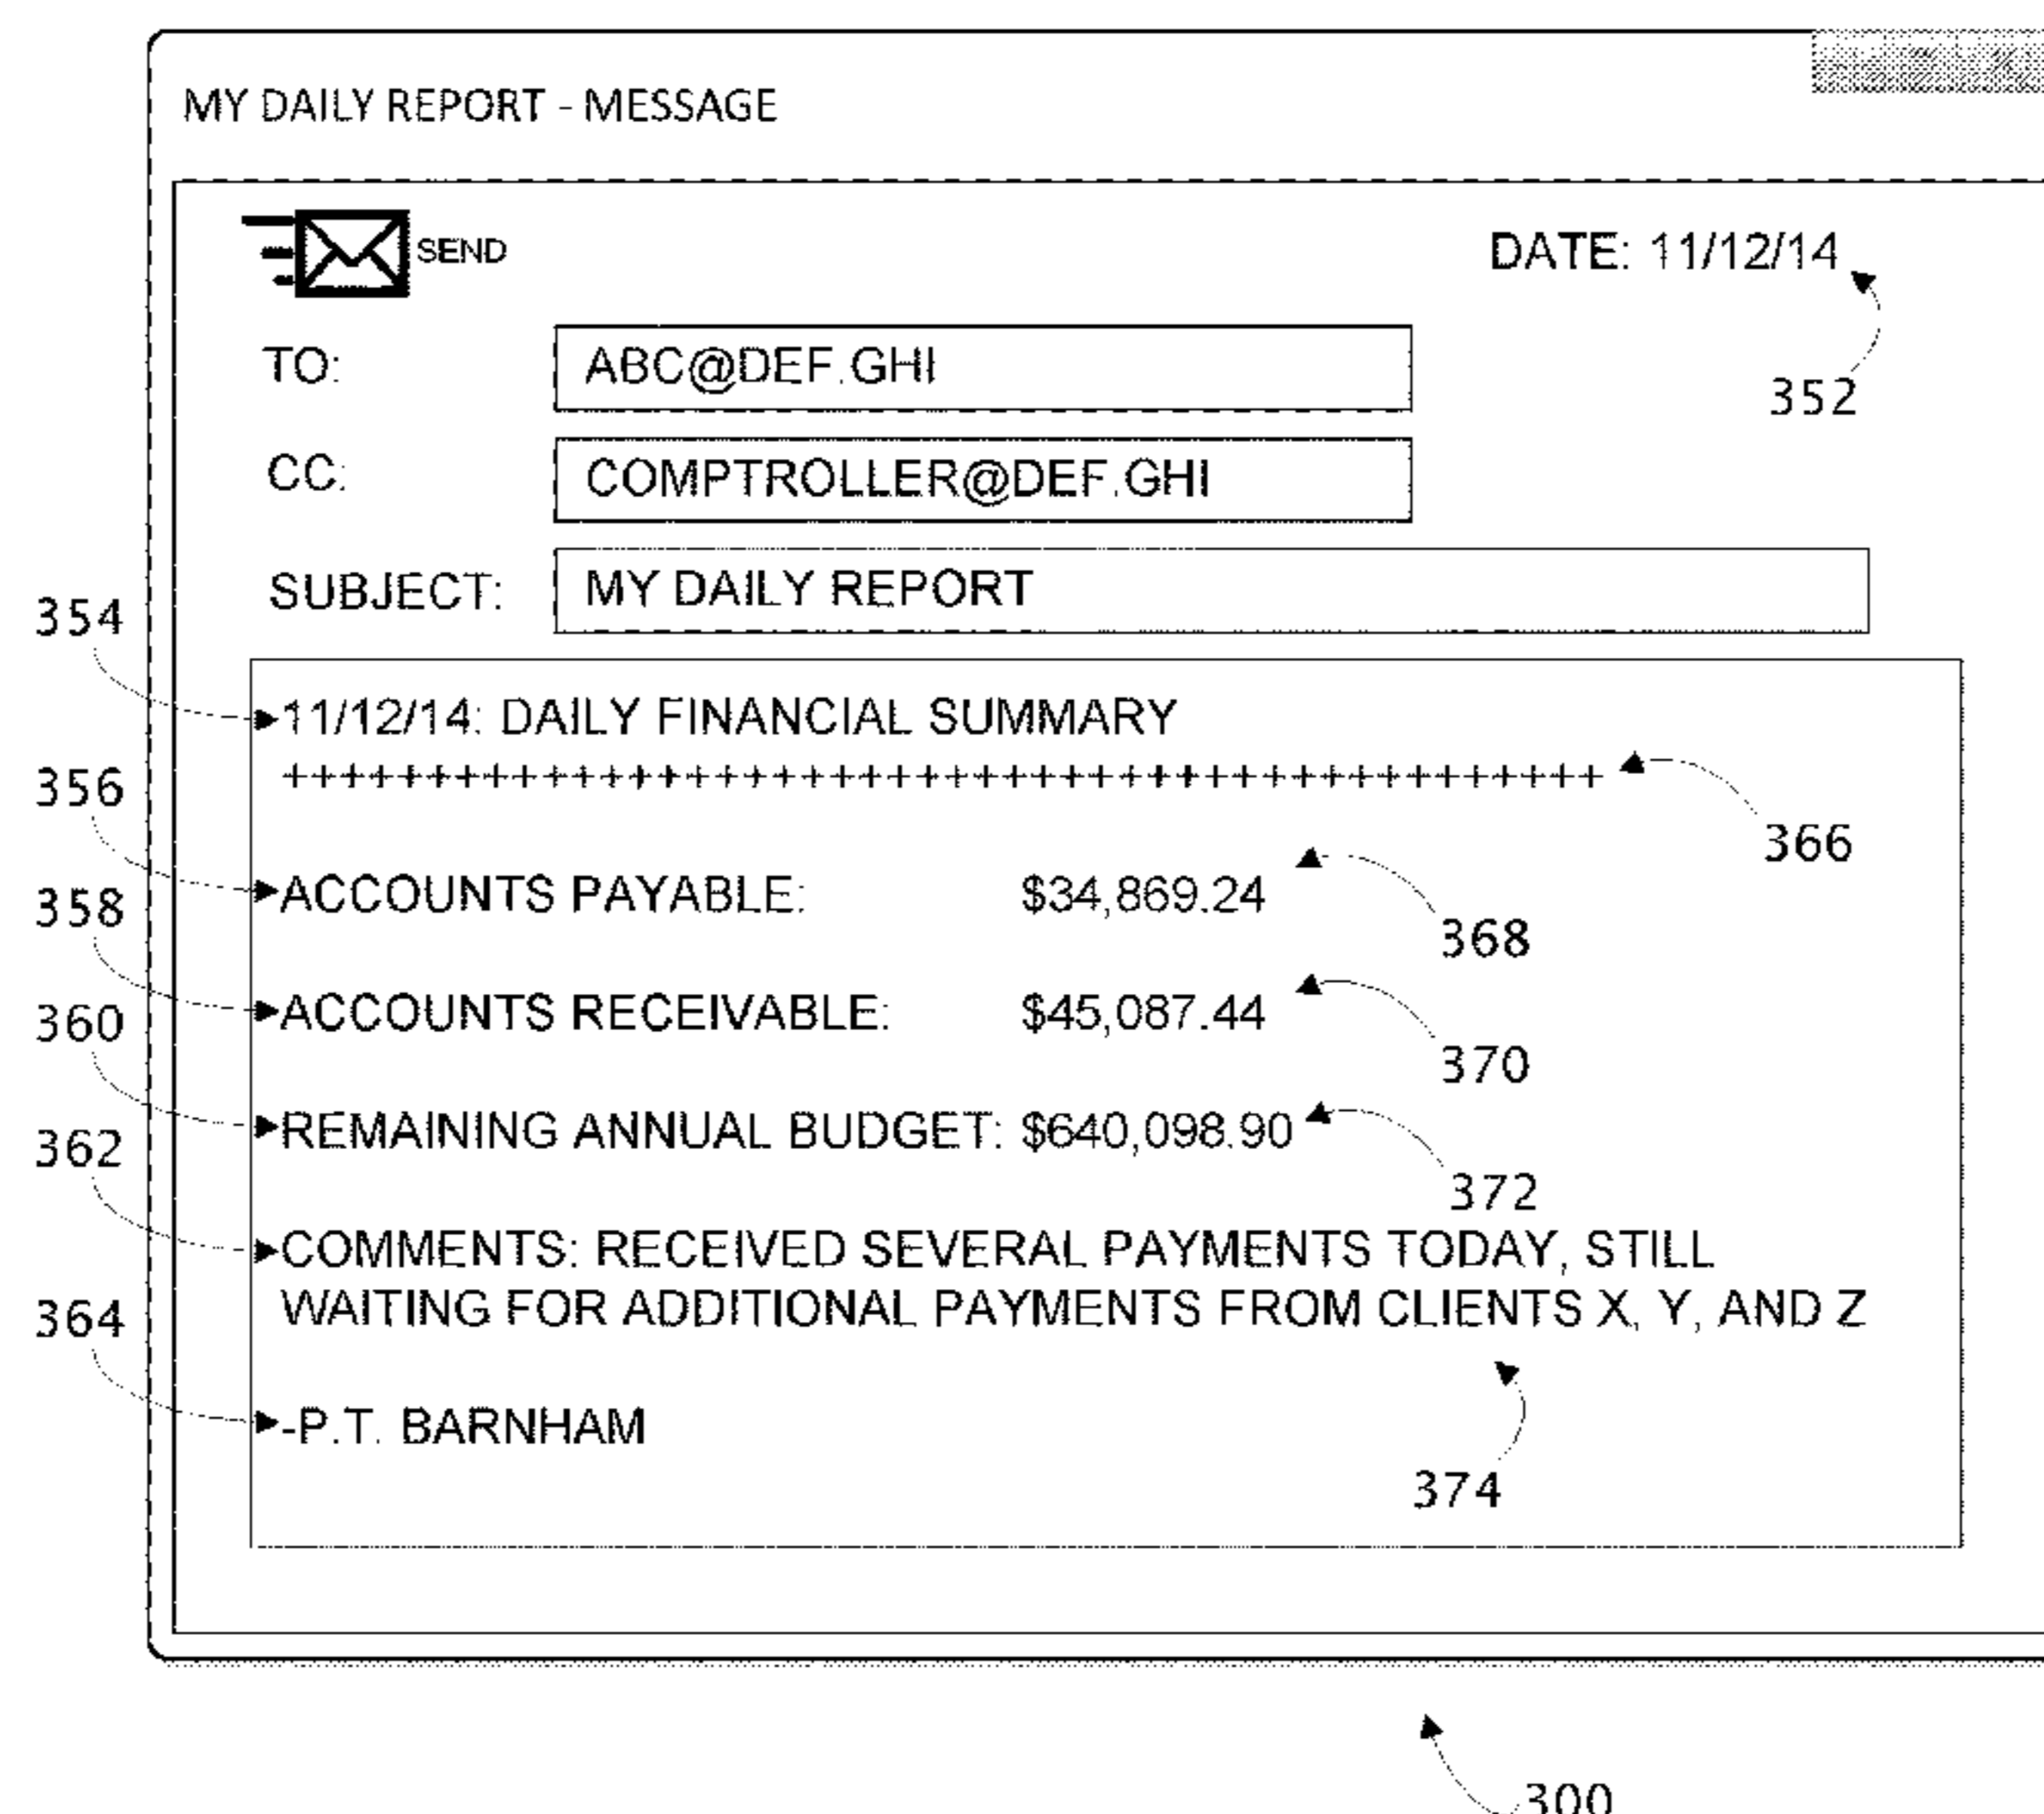 MY DAILY REPORT - MESSAGE
SEND
DATE: 11/12/14
TO: ABC@DEF.GHI
352
CC: COMPTROLLER@DEF.GHI
SUBJECT: MY DAILY REPORT
354
11/12/14: DAILY FINANCIAL SUMMARY
++++++++++++++++++++++++++++++++++++++++++++++
356
366
ACCOUNTS PAYABLE: $34,869.24
358
368
ACCOUNTS RECEIVABLE: $45,087.44
360
370
REMAINING ANNUAL BUDGET: $640,098.90
362
372
COMMENTS: RECEIVED SEVERAL PAYMENTS TODAY, STILL
WAITING FOR ADDITIONAL PAYMENTS FROM CLIENTS X, Y, AND Z
364
-P.T. BARNHAM
374
300